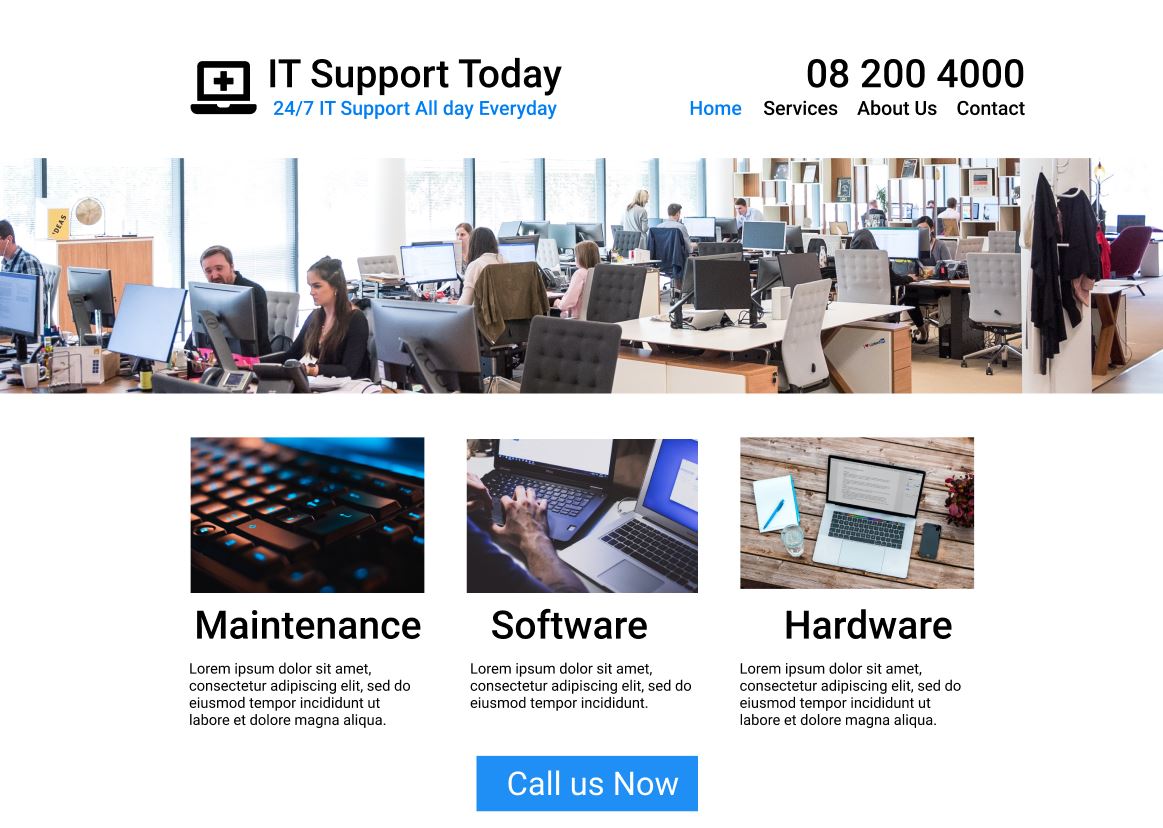 IT Support Today
24/7 IT Support All day Everyday
08 200 4000
Home Services About Us Contact
IDEAS
Maintenance
Lorem ipsum dolor sit amet,
consectetur adipiscing elit, sed do
eiusmod tempor incididunt ut
labore et dolore magna aliqua.
Software
Lorem ipsum dolor sit amet,
consectetur adipiscing elit, sed do
eiusmod tempor incididunt.
Hardware
Lorem ipsum dolor sit amet,
consectetur adipiscing elit, sed do
eiusmod tempor incididunt ut
labore et dolore magna aliqua.
Call us Now